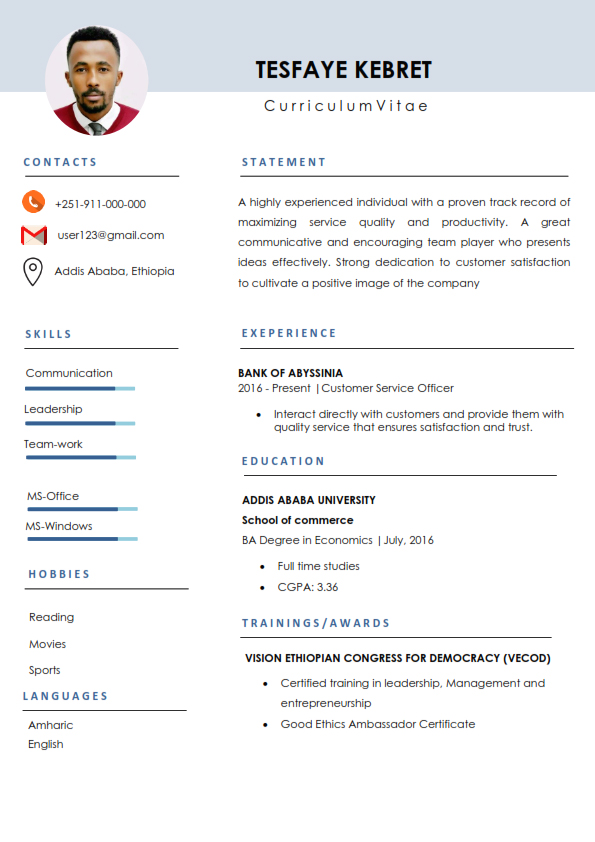 TESFAYE KEBRET
CurriculumVitae
CONTACTS
+251-911-000-000
user123@gmail.com
Addis Ababa, Ethiopia
SKILLS
Communication
Leadership
Team-work
MS-Office
MS-Windows
HOBBIES
Reading
Movies
Sports
LANGUAGES
Amharic
English
STATEMENT
A highly experienced individual with a proven track record of
maximizing service quality and productivity. A great
communicative and encouraging team player who presents
ideas effectively. Strong dedication to customer satisfaction
to cultivate a positive image of the company
EXEPERIENCE
BANK OF ABYSSINIA
2016 - Present |Customer Service Officer
• Interact directly with customers and provide them with
quality service that ensures satisfaction and trust.
EDUCATION
ADDIS ABABA UNIVERSITY
School of commerce
BA Degree in Economics |July, 2016
• Full time studies
• CGPA: 3.36
TRAININGS/AWARDS
VISION ETHIOPIAN CONGRESS FOR DEMOCRACY (VECOD)
• Certified training in leadership, Management and
entrepreneurship
• Good Ethics Ambassador Certificate